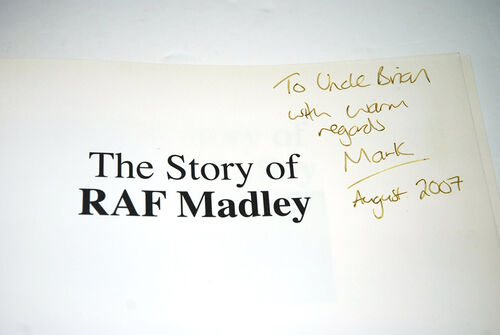 To Uncle Brian
with warm
regards
Mark
August 2007
The Story of
RAF Madley